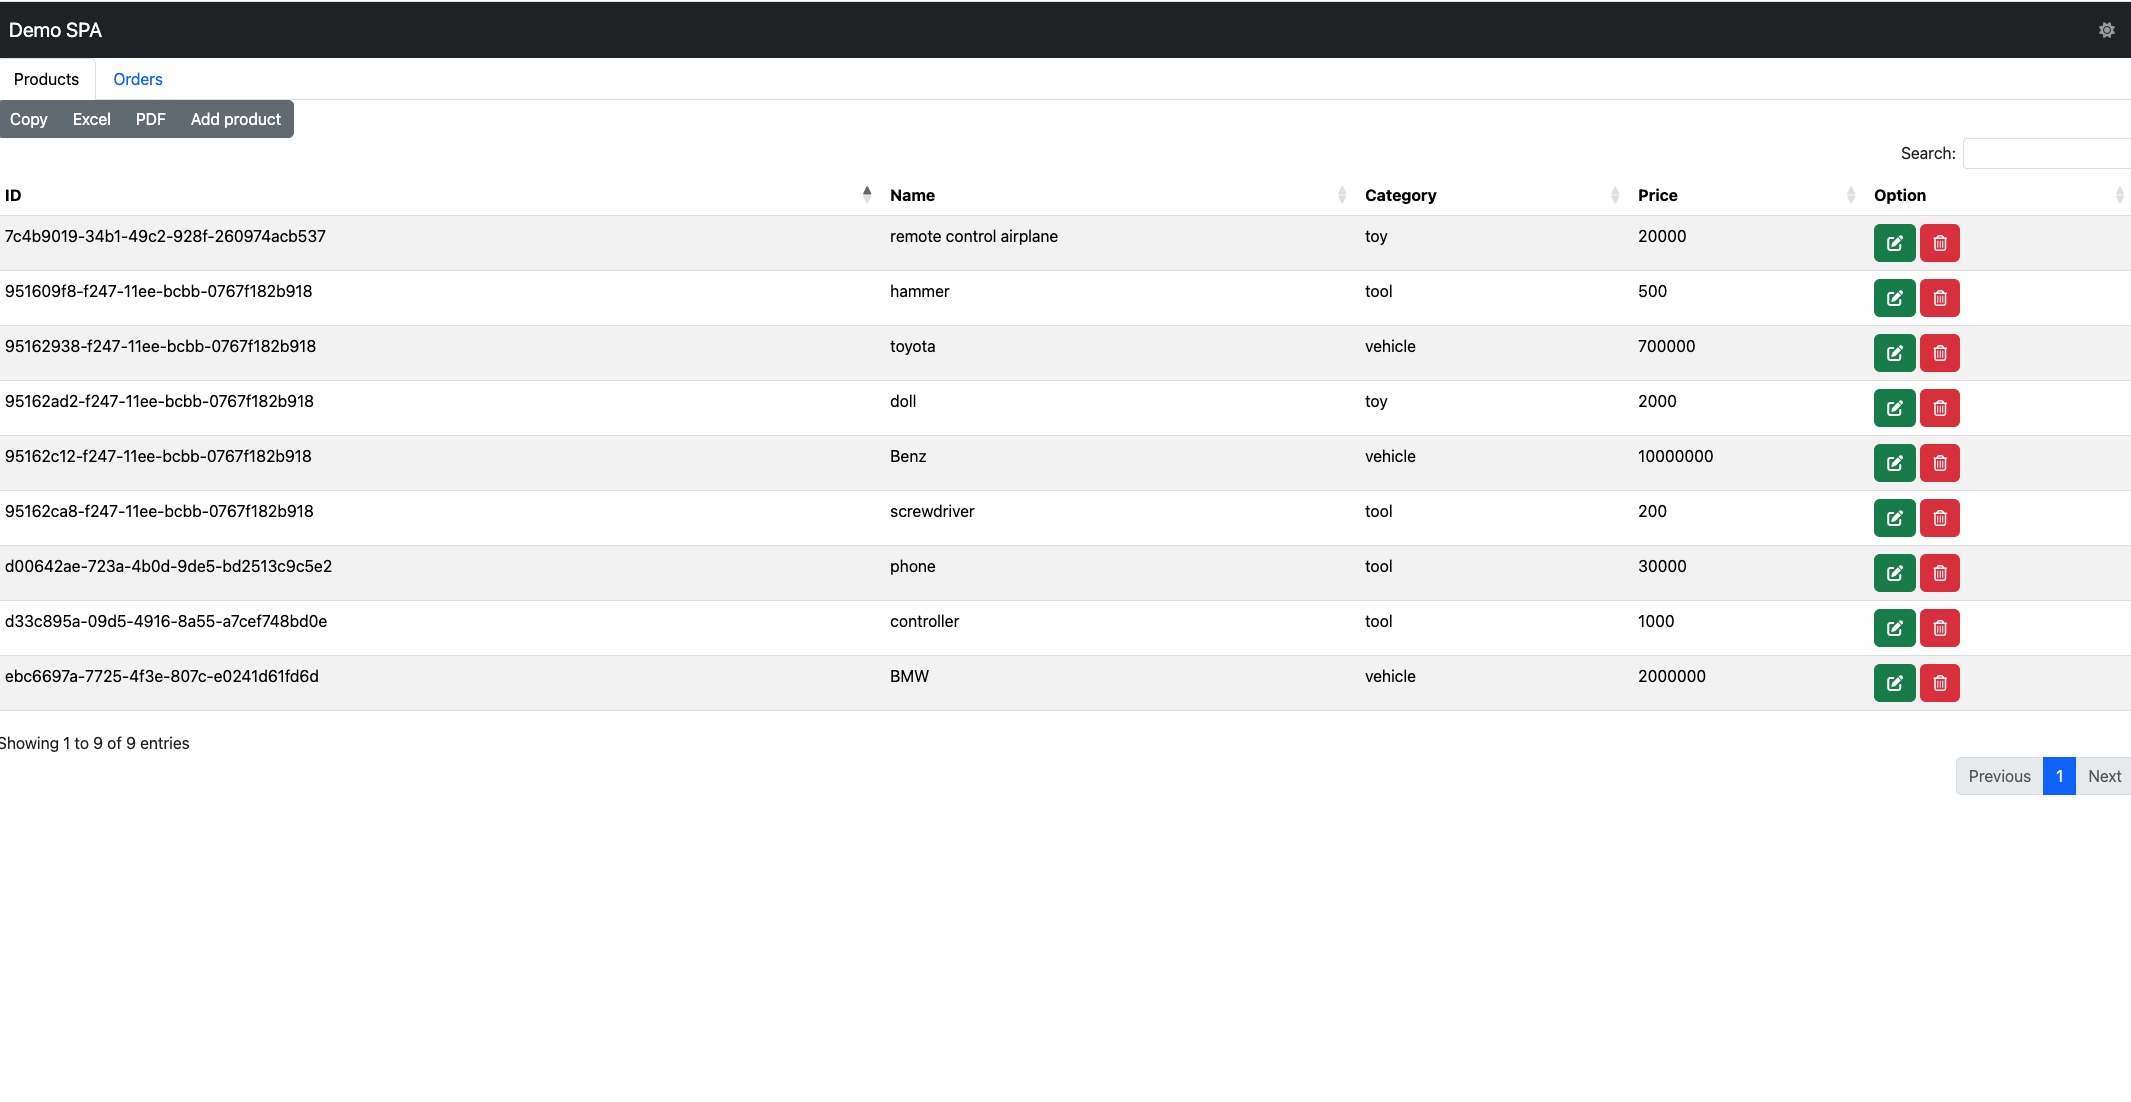 Demo SPA
Products Orders
Copy Excel PDF Add product
Search:
ID Name Category Price Option
7c4b9019-34b1-49c2-928f-260974acb537 remote control airplane toy 20000
951609f8-f247-11ee-bcbb-0767f182b918 hammer tool 500
95162938-f247-11ee-bcbb-0767f182b918 toyota vehicle 700000
95162ad2-f247-11ee-bcbb-0767f182b918 doll toy 2000
95162c12-f247-11ee-bcbb-0767f182b918 Benz vehicle 10000000
95162ca8-f247-11ee-bcbb-0767f182b918 screwdriver tool 200
d00642ae-723a-4b0d-9de5-bd2513c9c5e2 phone tool 30000
d33c895a-09d5-4916-8a55-a7cef748bd0e controller tool 1000
ebc6697a-7725-4f3e-807c-e0241d61fd6d BMW vehicle 2000000
Showing 1 to 9 of 9 entries
Previous 1 Next